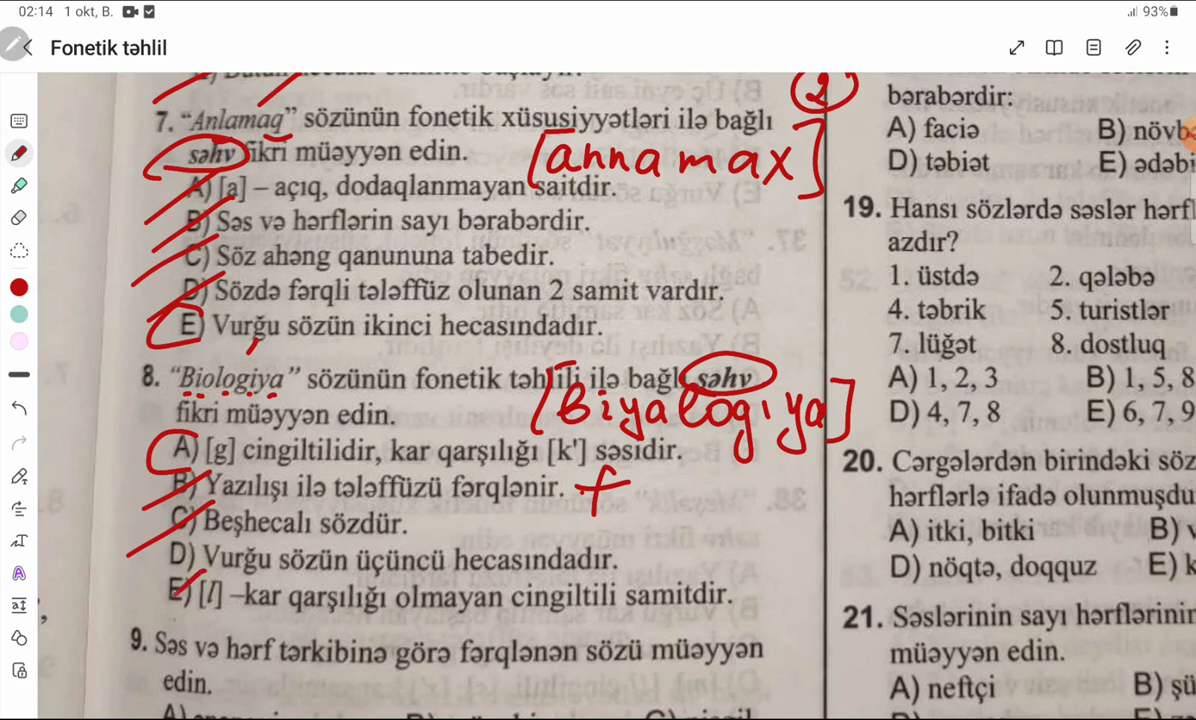 02:14 1 okt, B.
93%
Fonetik təhlil
2
7. "Anlamaq" sözünün fonetik xüsusiyyətləri ilə bağlı
səhv fikri müəyyən edin.
[annamax]
A) [a] – açıq, dodaqlanmayan saitdir.
B) Səs və hərflərin sayı bərabərdir.
C) Söz ahəng qanununa tabedir.
D) Sözdə fərqli tələffüz olunan 2 samit vardır.
E) Vurğu sözün ikinci hecasındadır.
8. "Biologiya" sözünün fonetik təhlili ilə bağlı səhv
fikri müəyyən edin.
[Biyalogiya]
A) [g] cingiltilidir, kar qarşılığı [k'] səsidir.
B) Yazılışı ilə tələffüzü fərqlənir. +
C) Beşhecalı sözdür.
D) Vurğu sözün üçüncü hecasındadır.
E) [l] –kar qarşılığı olmayan cingiltili samitdir.
9. Səs və hərf tərkibinə görə fərqlənən sözü müəyyən
edin.
bərabərdir:
A) faciə B) növb
D) təbiət E) ədəbi
19. Hansı sözlərdə səslər hərfl
azdır?
1. üstdə 2. qələbə
4. təbrik 5. turistlər
7. lüğət 8. dostluq
A) 1, 2, 3 B) 1, 5, 8
D) 4, 7, 8 E) 6, 7, 9
20. Cərgələrdən birindəki söz
hərflərlə ifadə olunmuşdu
A) itki, bitki B)
D) nöqtə, doqquz E) k
21. Səslərinin sayı hərflərinin
müəyyən edin.
A) neftçi B) şü